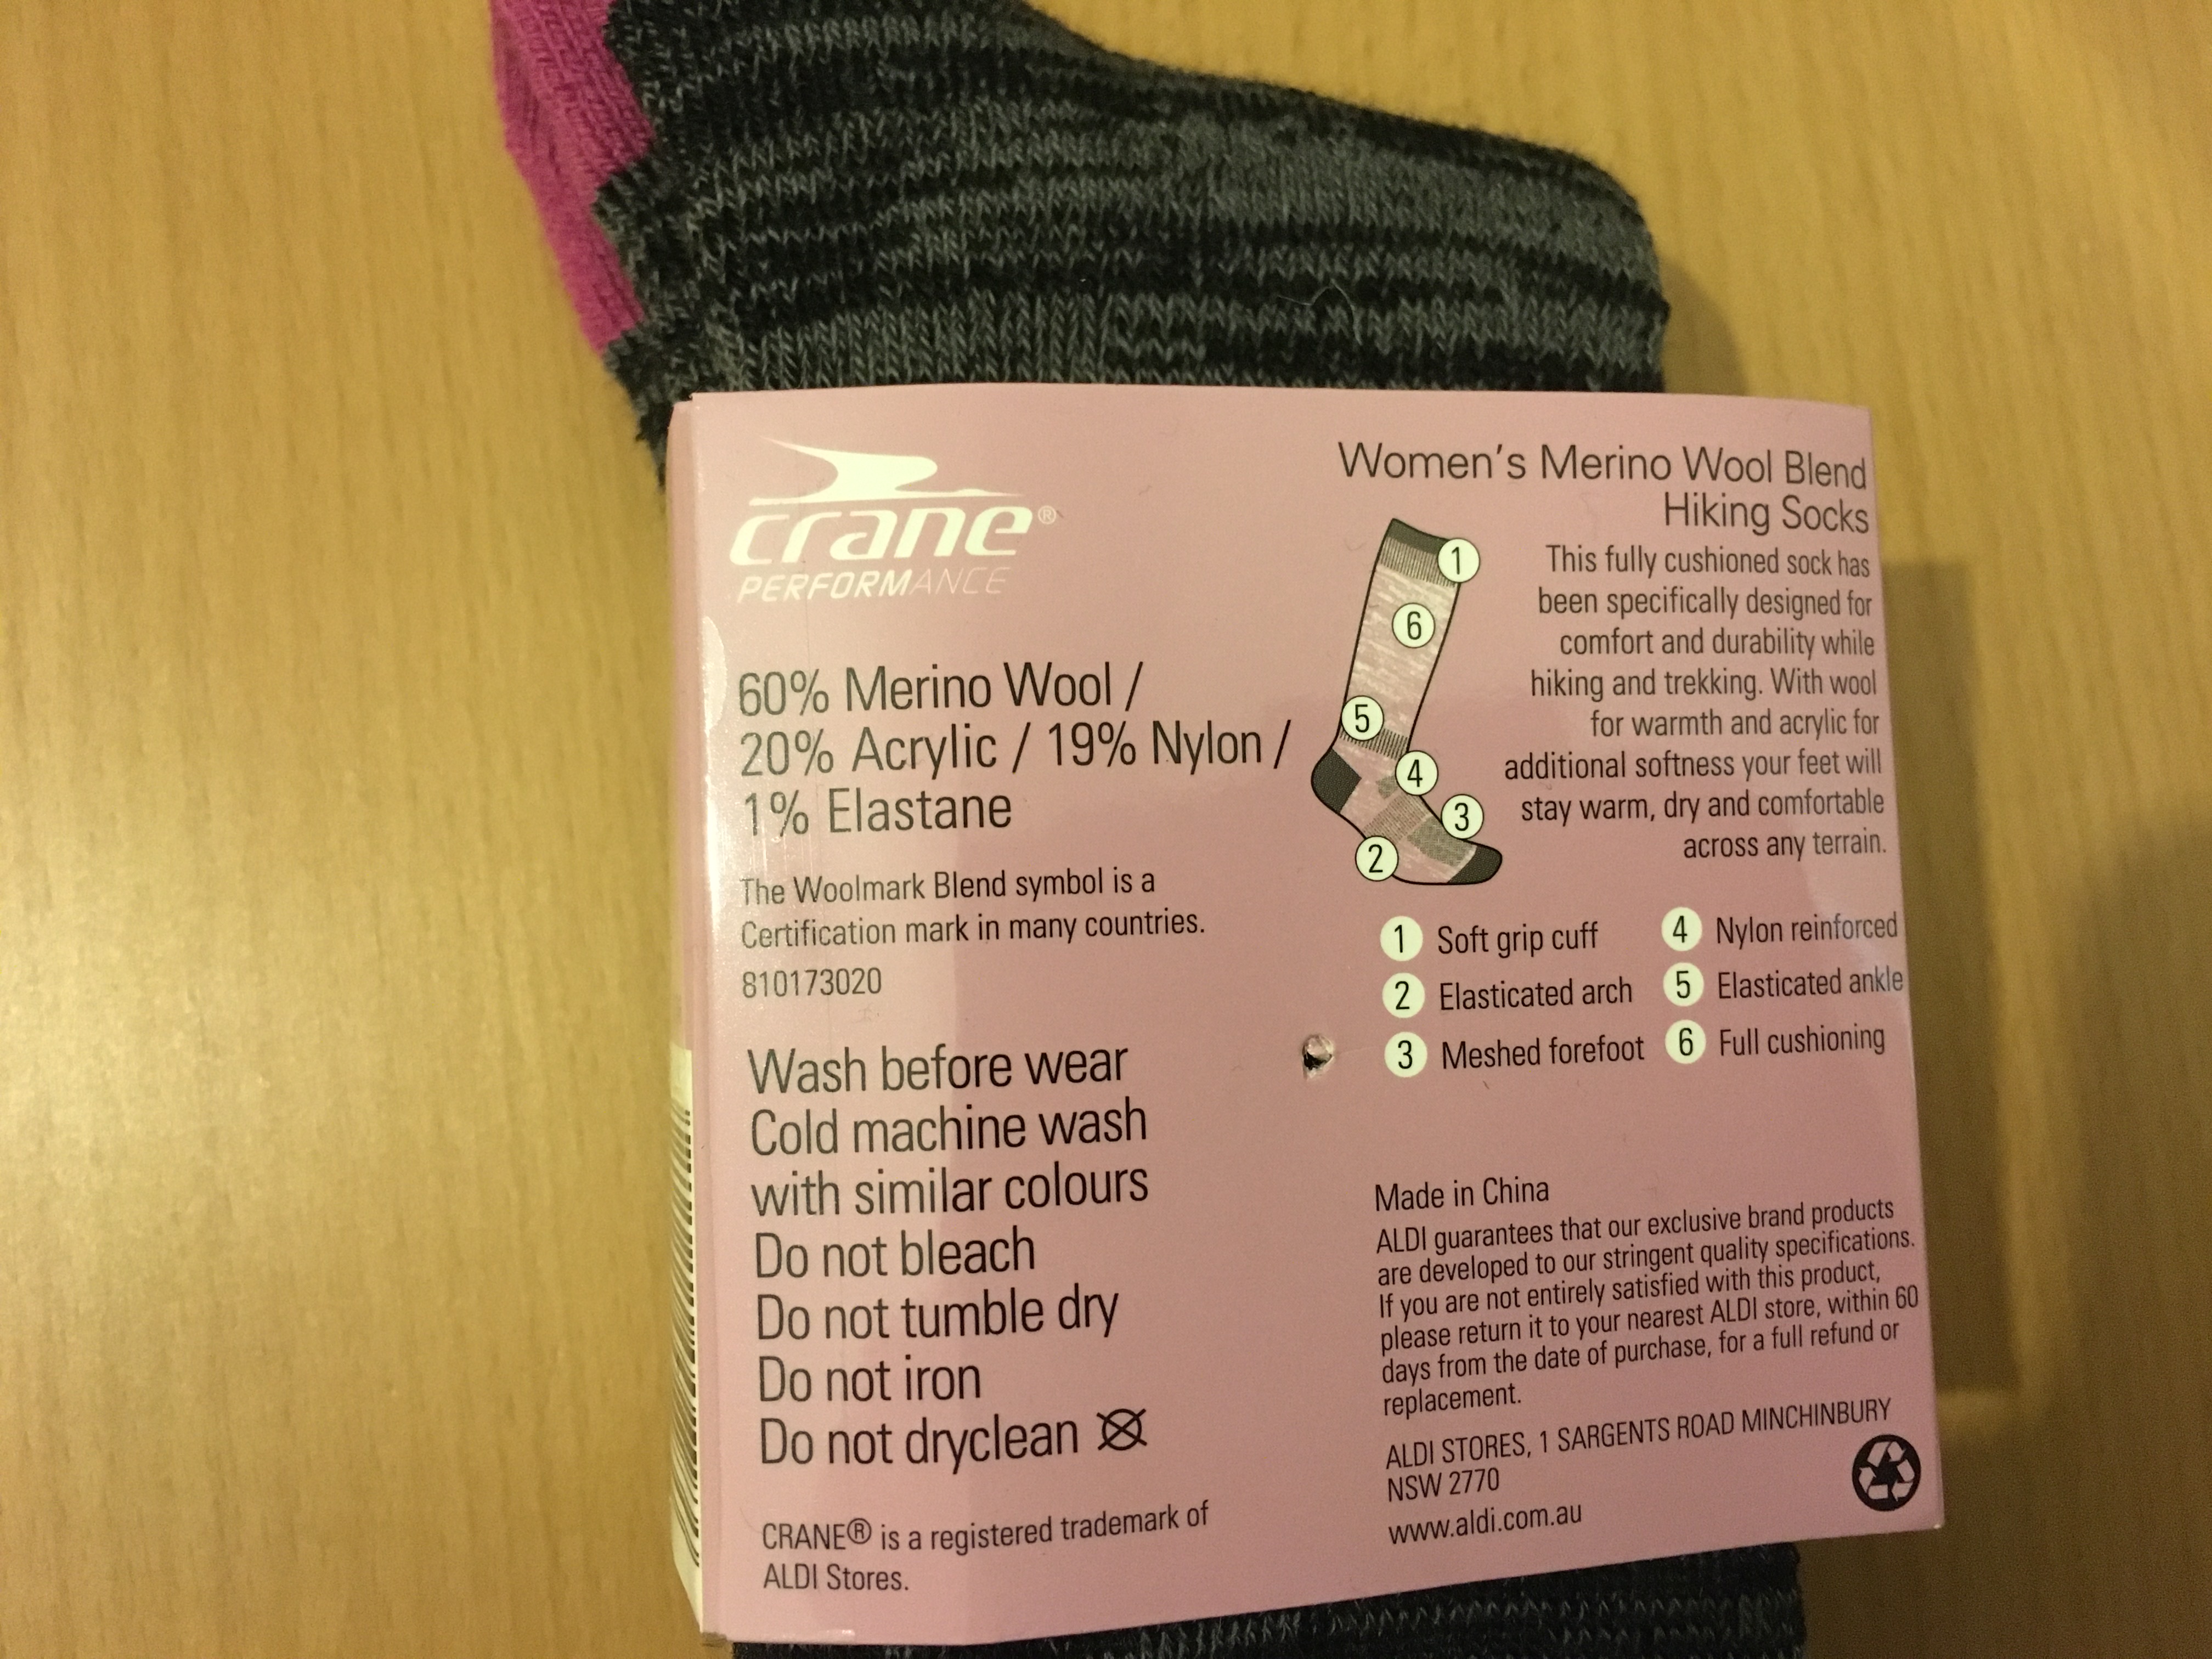 crane®
PERFORMANCE
60% Merino Wool /
20% Acrylic / 19% Nylon /
1% Elastane
The Woolmark Blend symbol is a
Certification mark in many countries.
810173020
Wash before wear
Cold machine wash
with similar colours
Do not bleach
Do not tumble dry
Do not iron
Do not dryclean
CRANE® is a registered trademark of
ALDI Stores.
Women's Merino Wool Blend
Hiking Socks
This fully cushioned sock has
been specifically designed for
comfort and durability while
hiking and trekking. With wool
for warmth and acrylic for
additional softness your feet will
stay warm, dry and comfortable
across any terrain.
1
6
5
4
3
2
1 Soft grip cuff
2 Elasticated arch
3 Meshed forefoot
4 Nylon reinforced
5 Elasticated ankle
6 Full cushioning
Made in China
ALDI guarantees that our exclusive brand products
are developed to our stringent quality specifications.
If you are not entirely satisfied with this product,
please return it to your nearest ALDI store, within 60
days from the date of purchase, for a full refund or
replacement.
ALDI STORES, 1 SARGENTS ROAD MINCHINBURY
NSW 2770
www.aldi.com.au